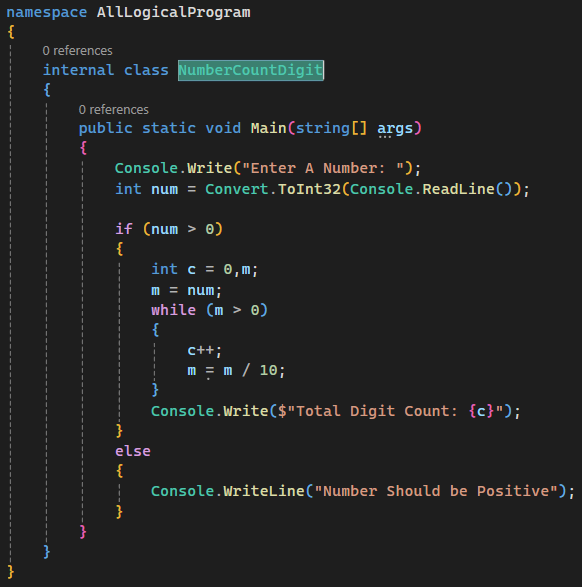 namespace AllLogicalProgram
{
0 references
internal class NumberCountDigit
{
0 references
public static void Main(string[] args)
{
Console.Write("Enter A Number: ");
int num = Convert.ToInt32(Console.ReadLine());
if (num > 0)
{
int c = 0,m;
m = num;
while (m > 0)
{
c++;
m = m / 10;
}
Console.Write($"Total Digit Count: {c}");
}
else
{
Console.WriteLine("Number Should be Positive");
}
}
}
}